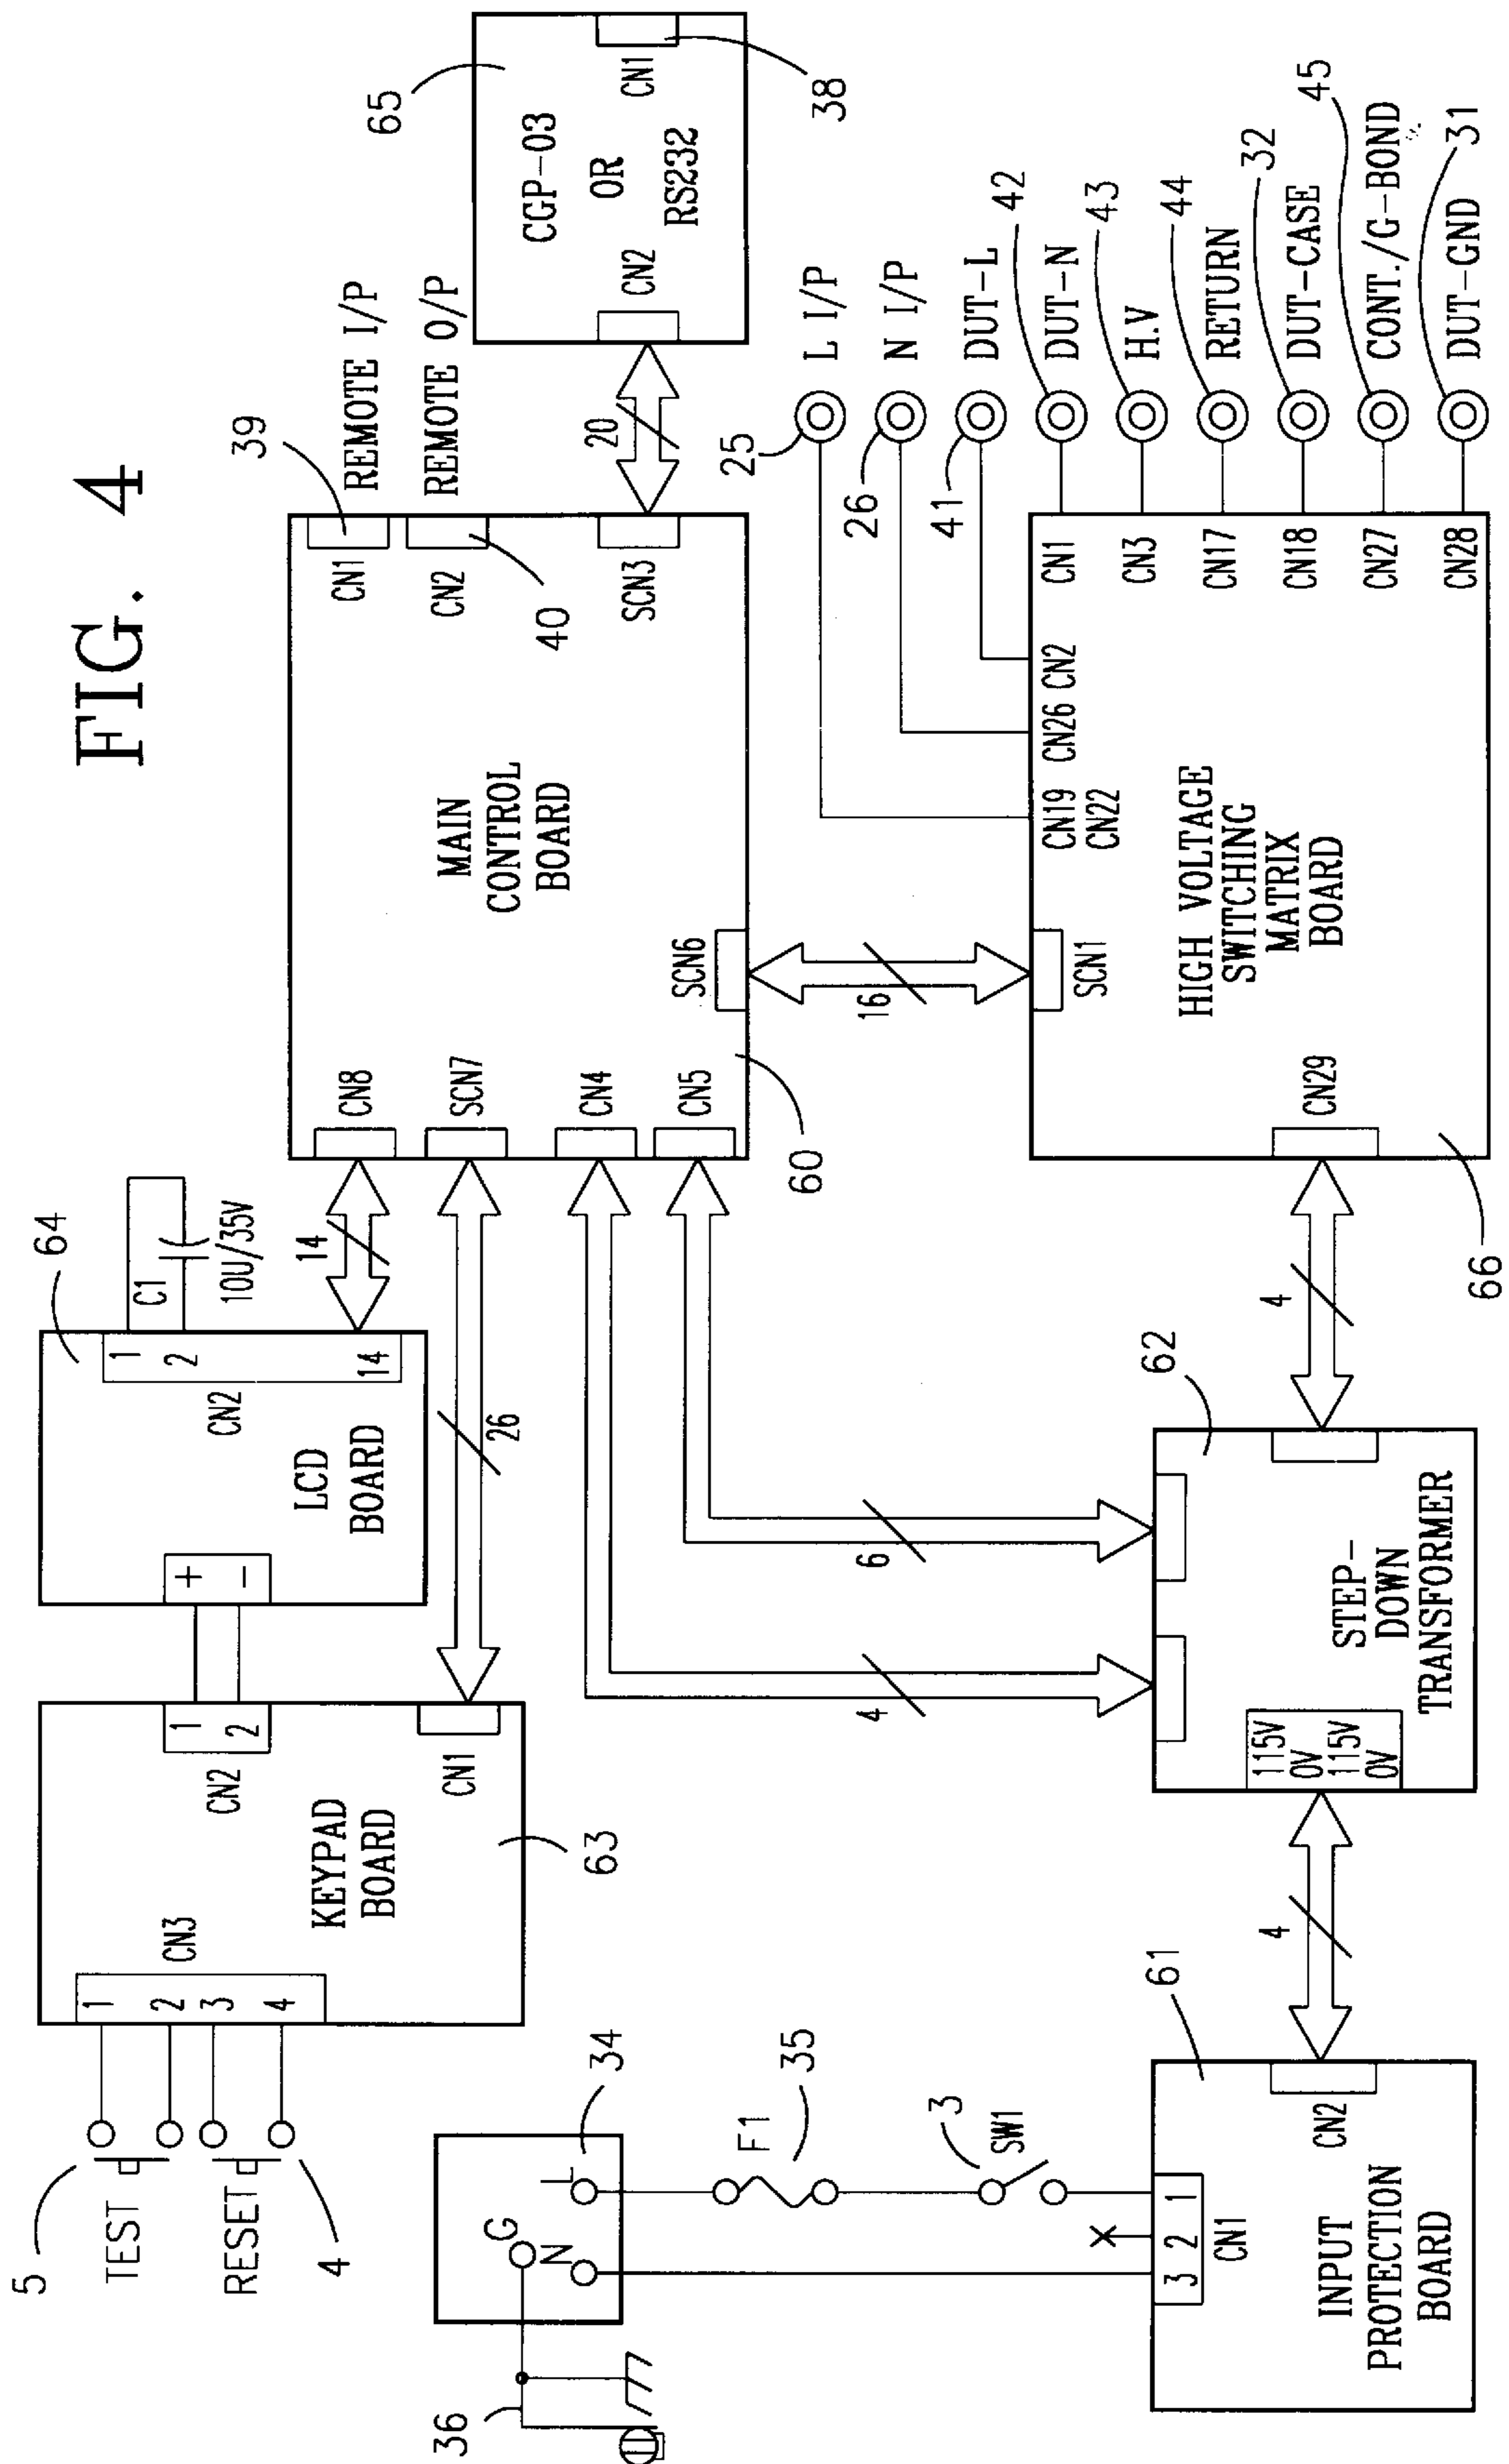 FIG. 4
5
TEST
RESET
4
1
2
3
4
CN3
KEYPAD
BOARD
63
CN2
1
2
CN1
+
-
LCD
BOARD
CN2
1
2
14
64
C1
10U/35V
14
26
CN8
SCN7
CN4
CN5
60
MAIN
CONTROL
BOARD
SCN6
CN1
CN2
SCN3
39
REMOTE I/P
40
REMOTE O/P
20
CN2
CGP-03
OR
RS232
CN1
65
38
36
G
N
L
34
F1
35
3
SW1
3
2
1
CN1
INPUT
PROTECTION
BOARD
CN2
61
4
115V
0V
115V
0V
STEP-
DOWN
TRANSFORMER
62
4
6
4
16
CN29
66
SCN1
HIGH VOLTAGE
SWITCHING
MATRIX
BOARD
CN19
CN22
CN26
CN2
CN1
CN3
CN17
CN18
CN27
CN28
25
L I/P
26
N I/P
41
DUT-L
42
DUT-N
43
H.V
44
RETURN
32
DUT-CASE
45
CONT./G-BOND
31
DUT-GND